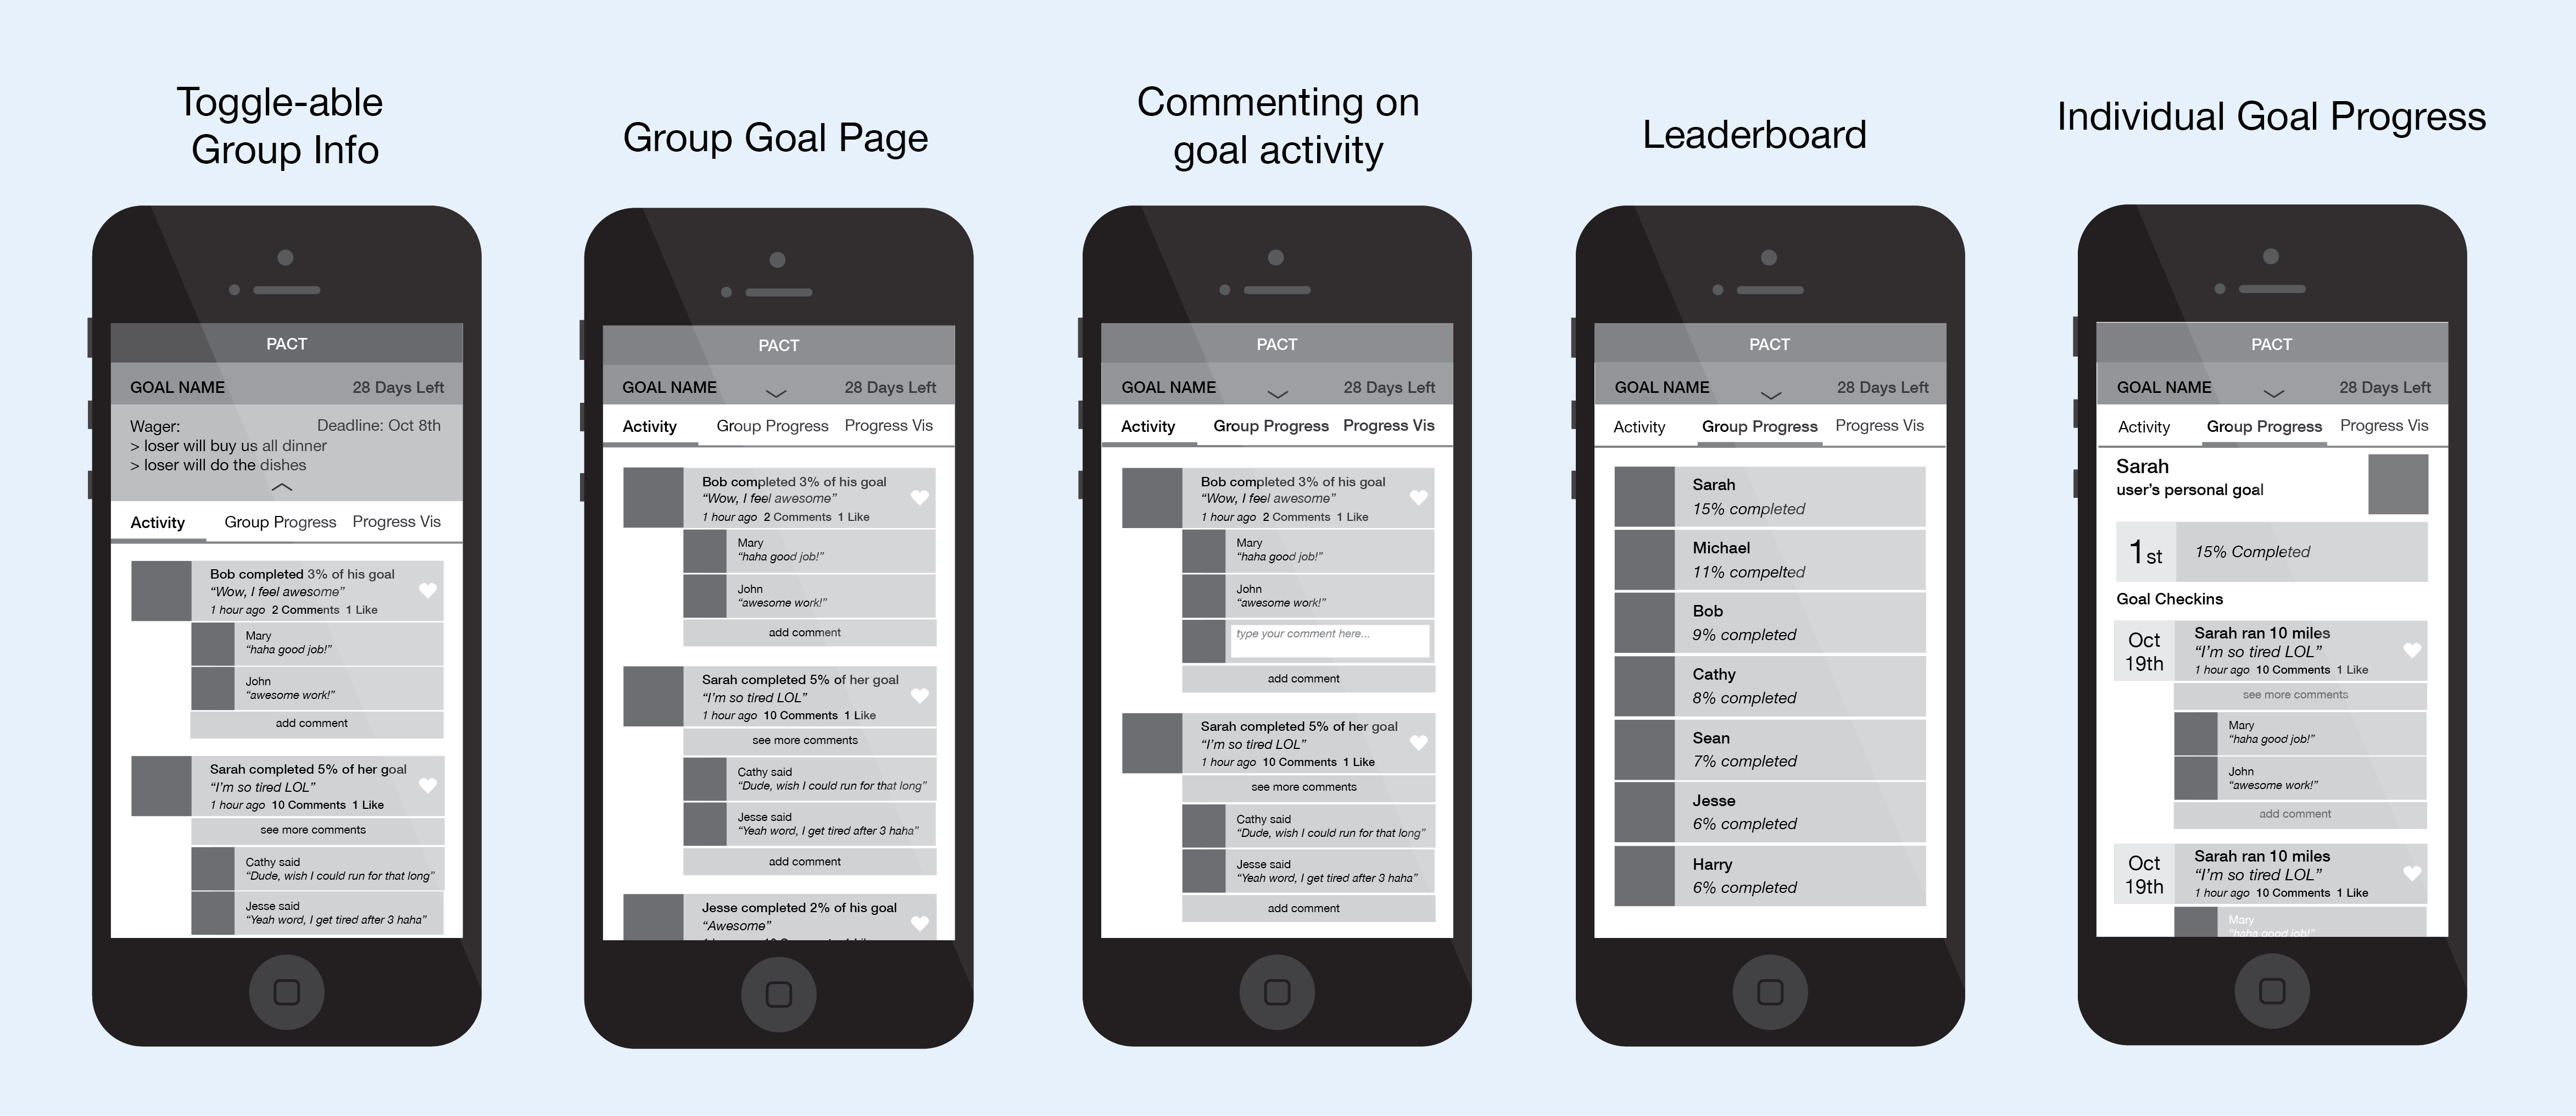 Toggle-able
Group Info
PACT
GOAL NAME 28 Days Left
Wager: Deadline: Oct 8th
> loser will buy us all dinner
> loser will do the dishes
Activity Group Progress Progress Vis
Bob completed 3% of his goal
“Wow, I feel awesome”
1 hour ago 2 Comments 1 Like
Mary
“haha good job!”
John
“awesome work!”
add comment
Sarah completed 5% of her goal
“I’m so tired LOL”
1 hour ago 10 Comments 1 Like
see more comments
Cathy said
“Dude, wish I could run for that long”
Jesse said
“Yeah word, I get tired after 3 haha”
Group Goal Page
PACT
GOAL NAME 28 Days Left
Activity Group Progress Progress Vis
Bob completed 3% of his goal
“Wow, I feel awesome”
1 hour ago 2 Comments 1 Like
Mary
“haha good job!”
John
“awesome work!”
add comment
Sarah completed 5% of her goal
“I’m so tired LOL”
1 hour ago 10 Comments 1 Like
see more comments
Cathy said
“Dude, wish I could run for that long”
Jesse said
“Yeah word, I get tired after 3 haha”
add comment
Jesse completed 2% of his goal
“Awesome”
Commenting on
goal activity
PACT
GOAL NAME 28 Days Left
Activity Group Progress Progress Vis
Bob completed 3% of his goal
“Wow, I feel awesome”
1 hour ago 2 Comments 1 Like
Mary
“haha good job!”
John
“awesome work!”
type your comment here...
add comment
Sarah completed 5% of her goal
“I’m so tired LOL”
1 hour ago 10 Comments 1 Like
see more comments
Cathy said
“Dude, wish I could run for that long”
Jesse said
“Yeah word, I get tired after 3 haha”
add comment
Leaderboard
PACT
GOAL NAME 28 Days Left
Activity Group Progress Progress Vis
Sarah
15% completed
Michael
11% compelted
Bob
9% completed
Cathy
8% completed
Sean
7% completed
Jesse
6% completed
Harry
6% completed
Individual Goal Progress
PACT
GOAL NAME 28 Days Left
Activity Group Progress Progress Vis
Sarah
user’s personal goal
1st 15% Completed
Goal Checkins
Oct
19th
Sarah ran 10 miles
“I’m so tired LOL”
1 hour ago 10 Comments 1 Like
see more comments
Mary
“haha good job!”
John
“awesome work!”
add comment
Oct
19th
Sarah ran 10 miles
“I’m so tired LOL”
1 hour ago 10 Comments 1 Like
Mary
“haha good job!”